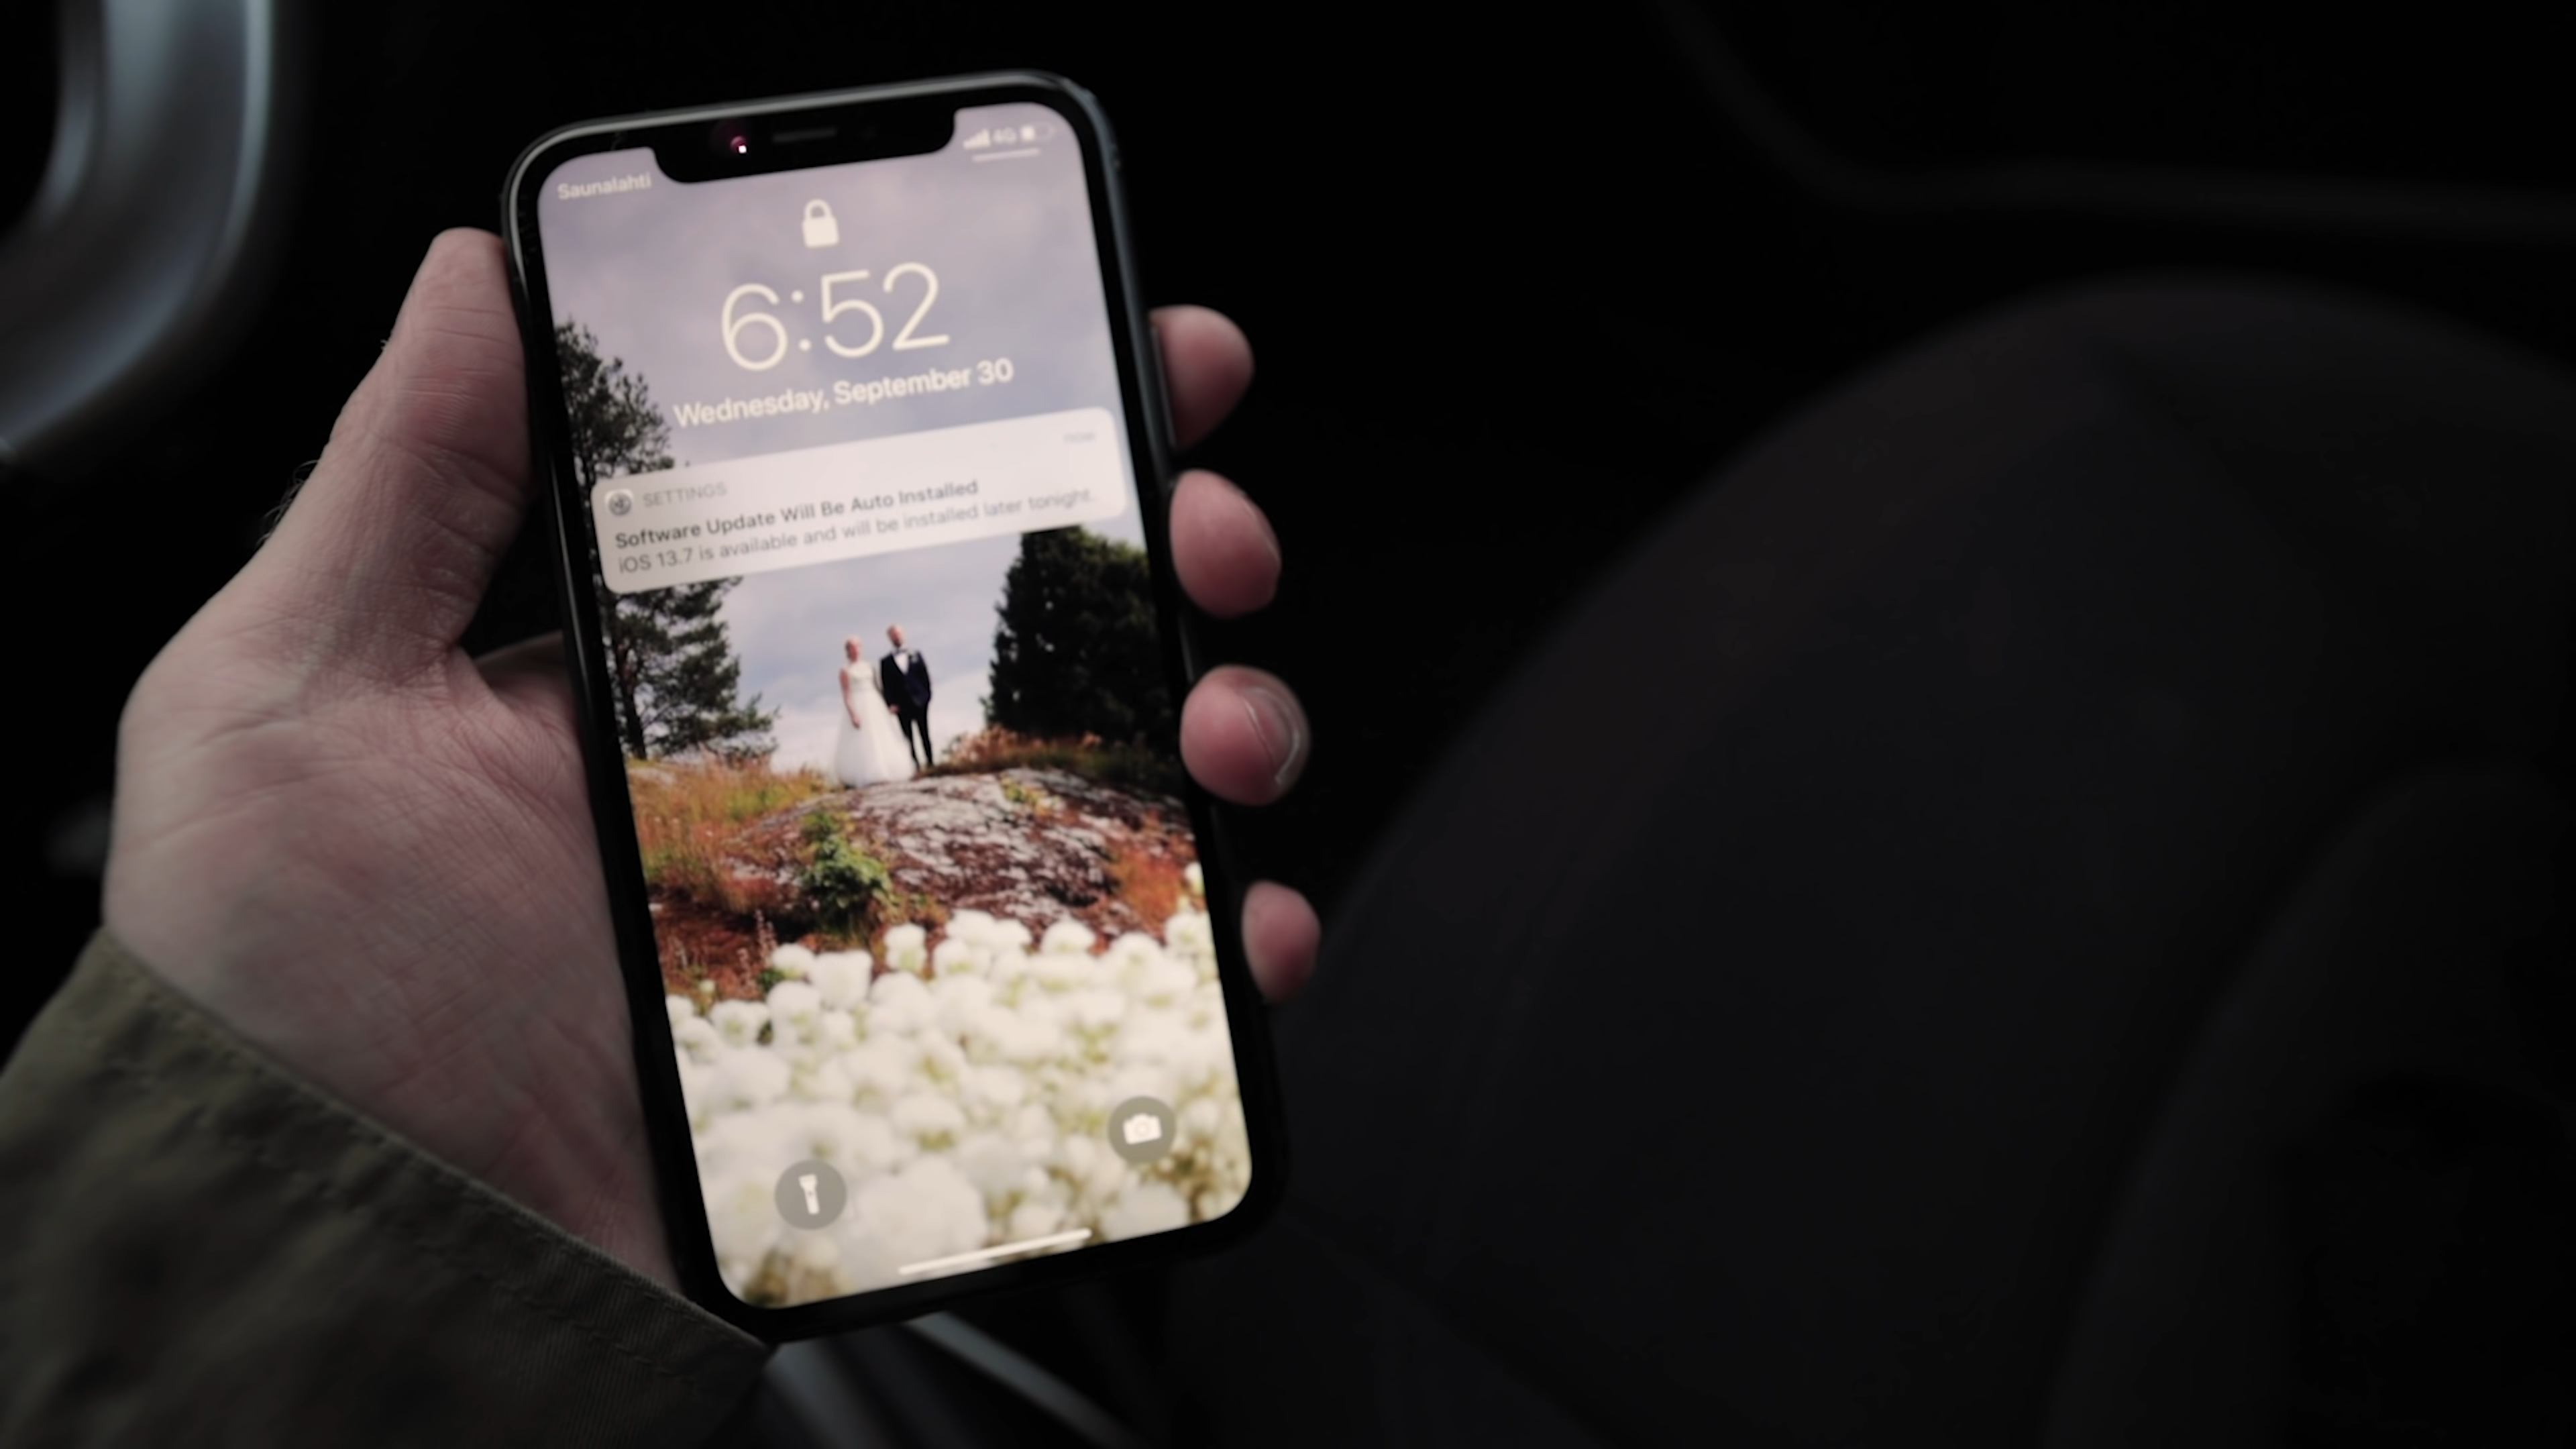 Saunalahti
4G
6:52
Wednesday, September 30
SETTINGS
now
Software Update Will Be Auto Installed
iOS 13.7 is available and will be installed later tonight.